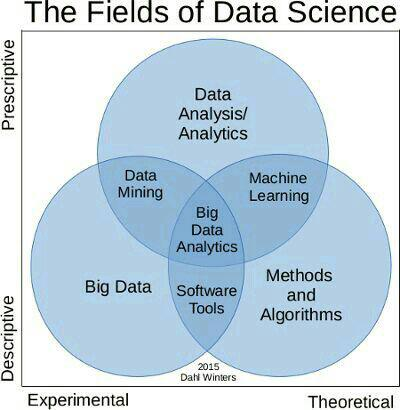 The Fields of Data Science
Prescriptive
Data
Analysis/
Analytics
Data
Mining
Machine
Learning
Big
Data
Analytics
Big Data
Methods
and
Algorithms
Software
Tools
Descriptive
2015
Dahl Winters
Experimental
Theoretical